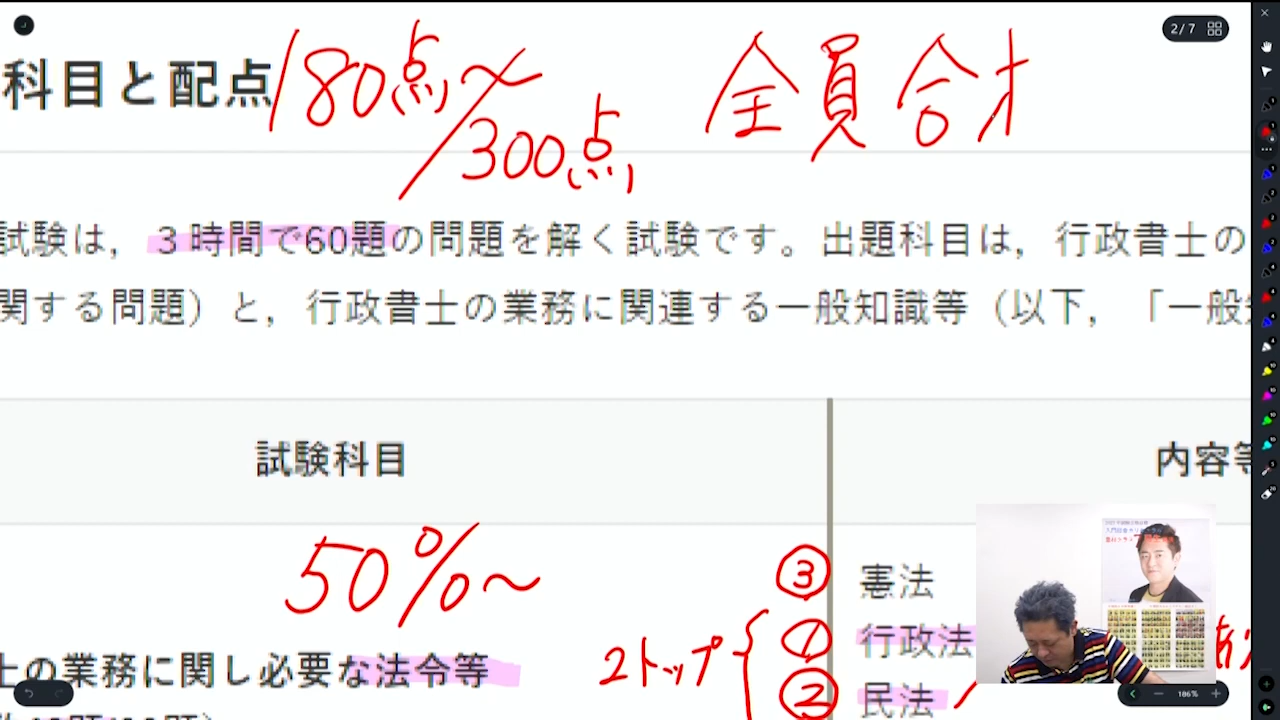 2/7
科目と配点
180点~
/300点
全員合
試験は，３時間で60題の問題を解く試験です。出題科目は，行政書士の
関する問題）と，行政書士の業務に関連する一般知識等（以下，「一般
試験科目
内容等
50%~
③ 憲法
① 行政法
2トップ
② 民法
士の業務に関し必要な法令等
186%